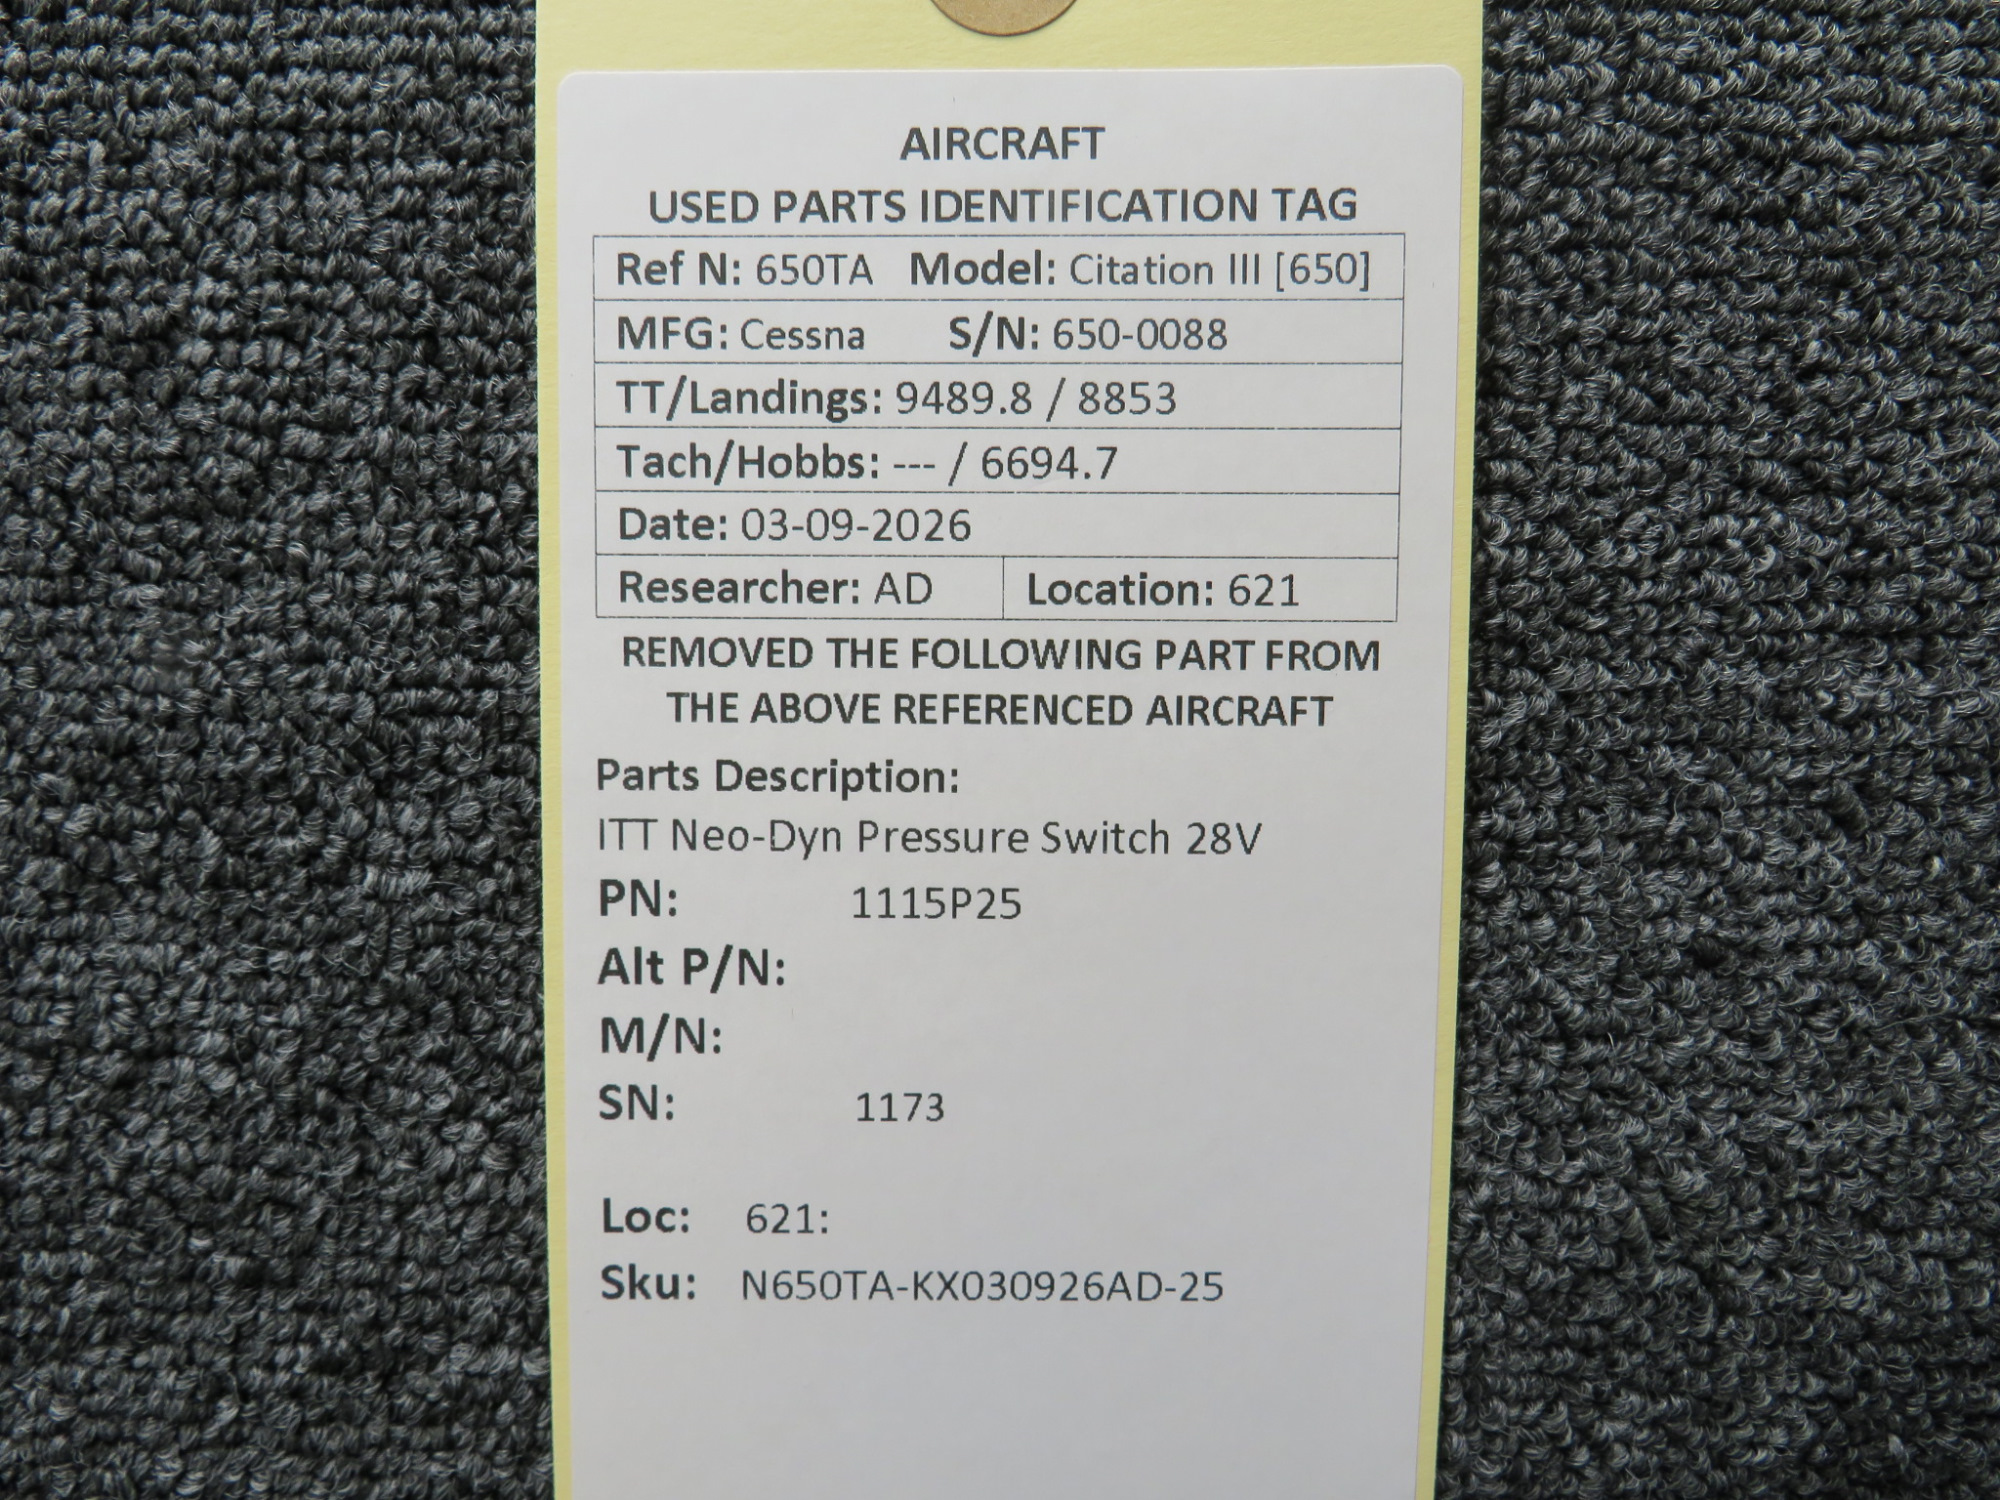 AIRCRAFT
USED PARTS IDENTIFICATION TAG
Ref N: 650TA Model: Citation III [650]
MFG: Cessna S/N: 650-0088
TT/Landings: 9489.8 / 8853
Tach/Hobbs: --- / 6694.7
Date: 03-09-2026
Researcher: AD Location: 621
REMOVED THE FOLLOWING PART FROM
THE ABOVE REFERENCED AIRCRAFT
Parts Description:
ITT Neo-Dyn Pressure Switch 28V
PN: 1115P25
Alt P/N:
M/N:
SN: 1173
Loc: 621:
Sku: N650TA-KX030926AD-25